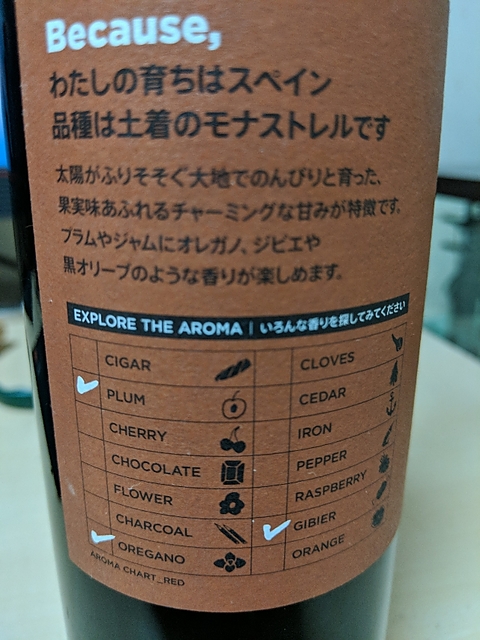 Because,
わたしの育ちはスペイン
品種は土着のモナストレルです
太陽がふりそそぐ大地でのんびりと育った、
果実味あふれるチャーミングな甘みが特徴です。
プラムやジャムにオレガノ、ジビエや
黒オリーブのような香りが楽しめます。
EXPLORE THE AROMA | いろんな香りを探してみてください
CIGAR
PLUM
CHERRY
CHOCOLATE
FLOWER
CHARCOAL
OREGANO
CLOVES
CEDAR
IRON
PEPPER
RASPBERRY
GIBIER
ORANGE
AROMA CHART_RED